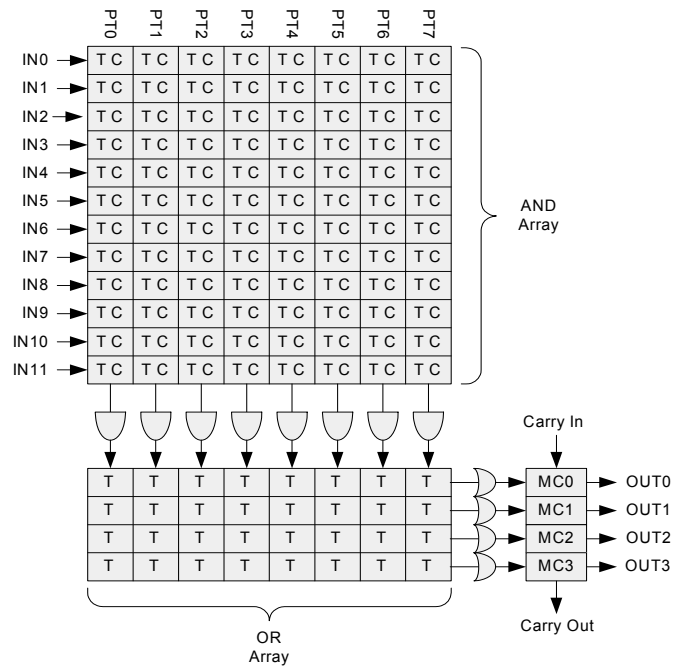 PT0 PT1 PT2 PT3 PT4 PT5 PT6 PT7
IN0 T C T C T C T C T C T C T C T C
IN1 T C T C T C T C T C T C T C T C
IN2 T C T C T C T C T C T C T C T C
IN3 T C T C T C T C T C T C T C T C
IN4 T C T C T C T C T C T C T C T C
IN5 T C T C T C T C T C T C T C T C
IN6 T C T C T C T C T C T C T C T C
IN7 T C T C T C T C T C T C T C T C
IN8 T C T C T C T C T C T C T C T C
IN9 T C T C T C T C T C T C T C T C
IN10 T C T C T C T C T C T C T C T C
IN11 T C T C T C T C T C T C T C T C
AND
Array
Carry In
T T T T T T T T MC0 OUT0
T T T T T T T T MC1 OUT1
T T T T T T T T MC2 OUT2
T T T T T T T T MC3 OUT3
Carry Out
OR
Array